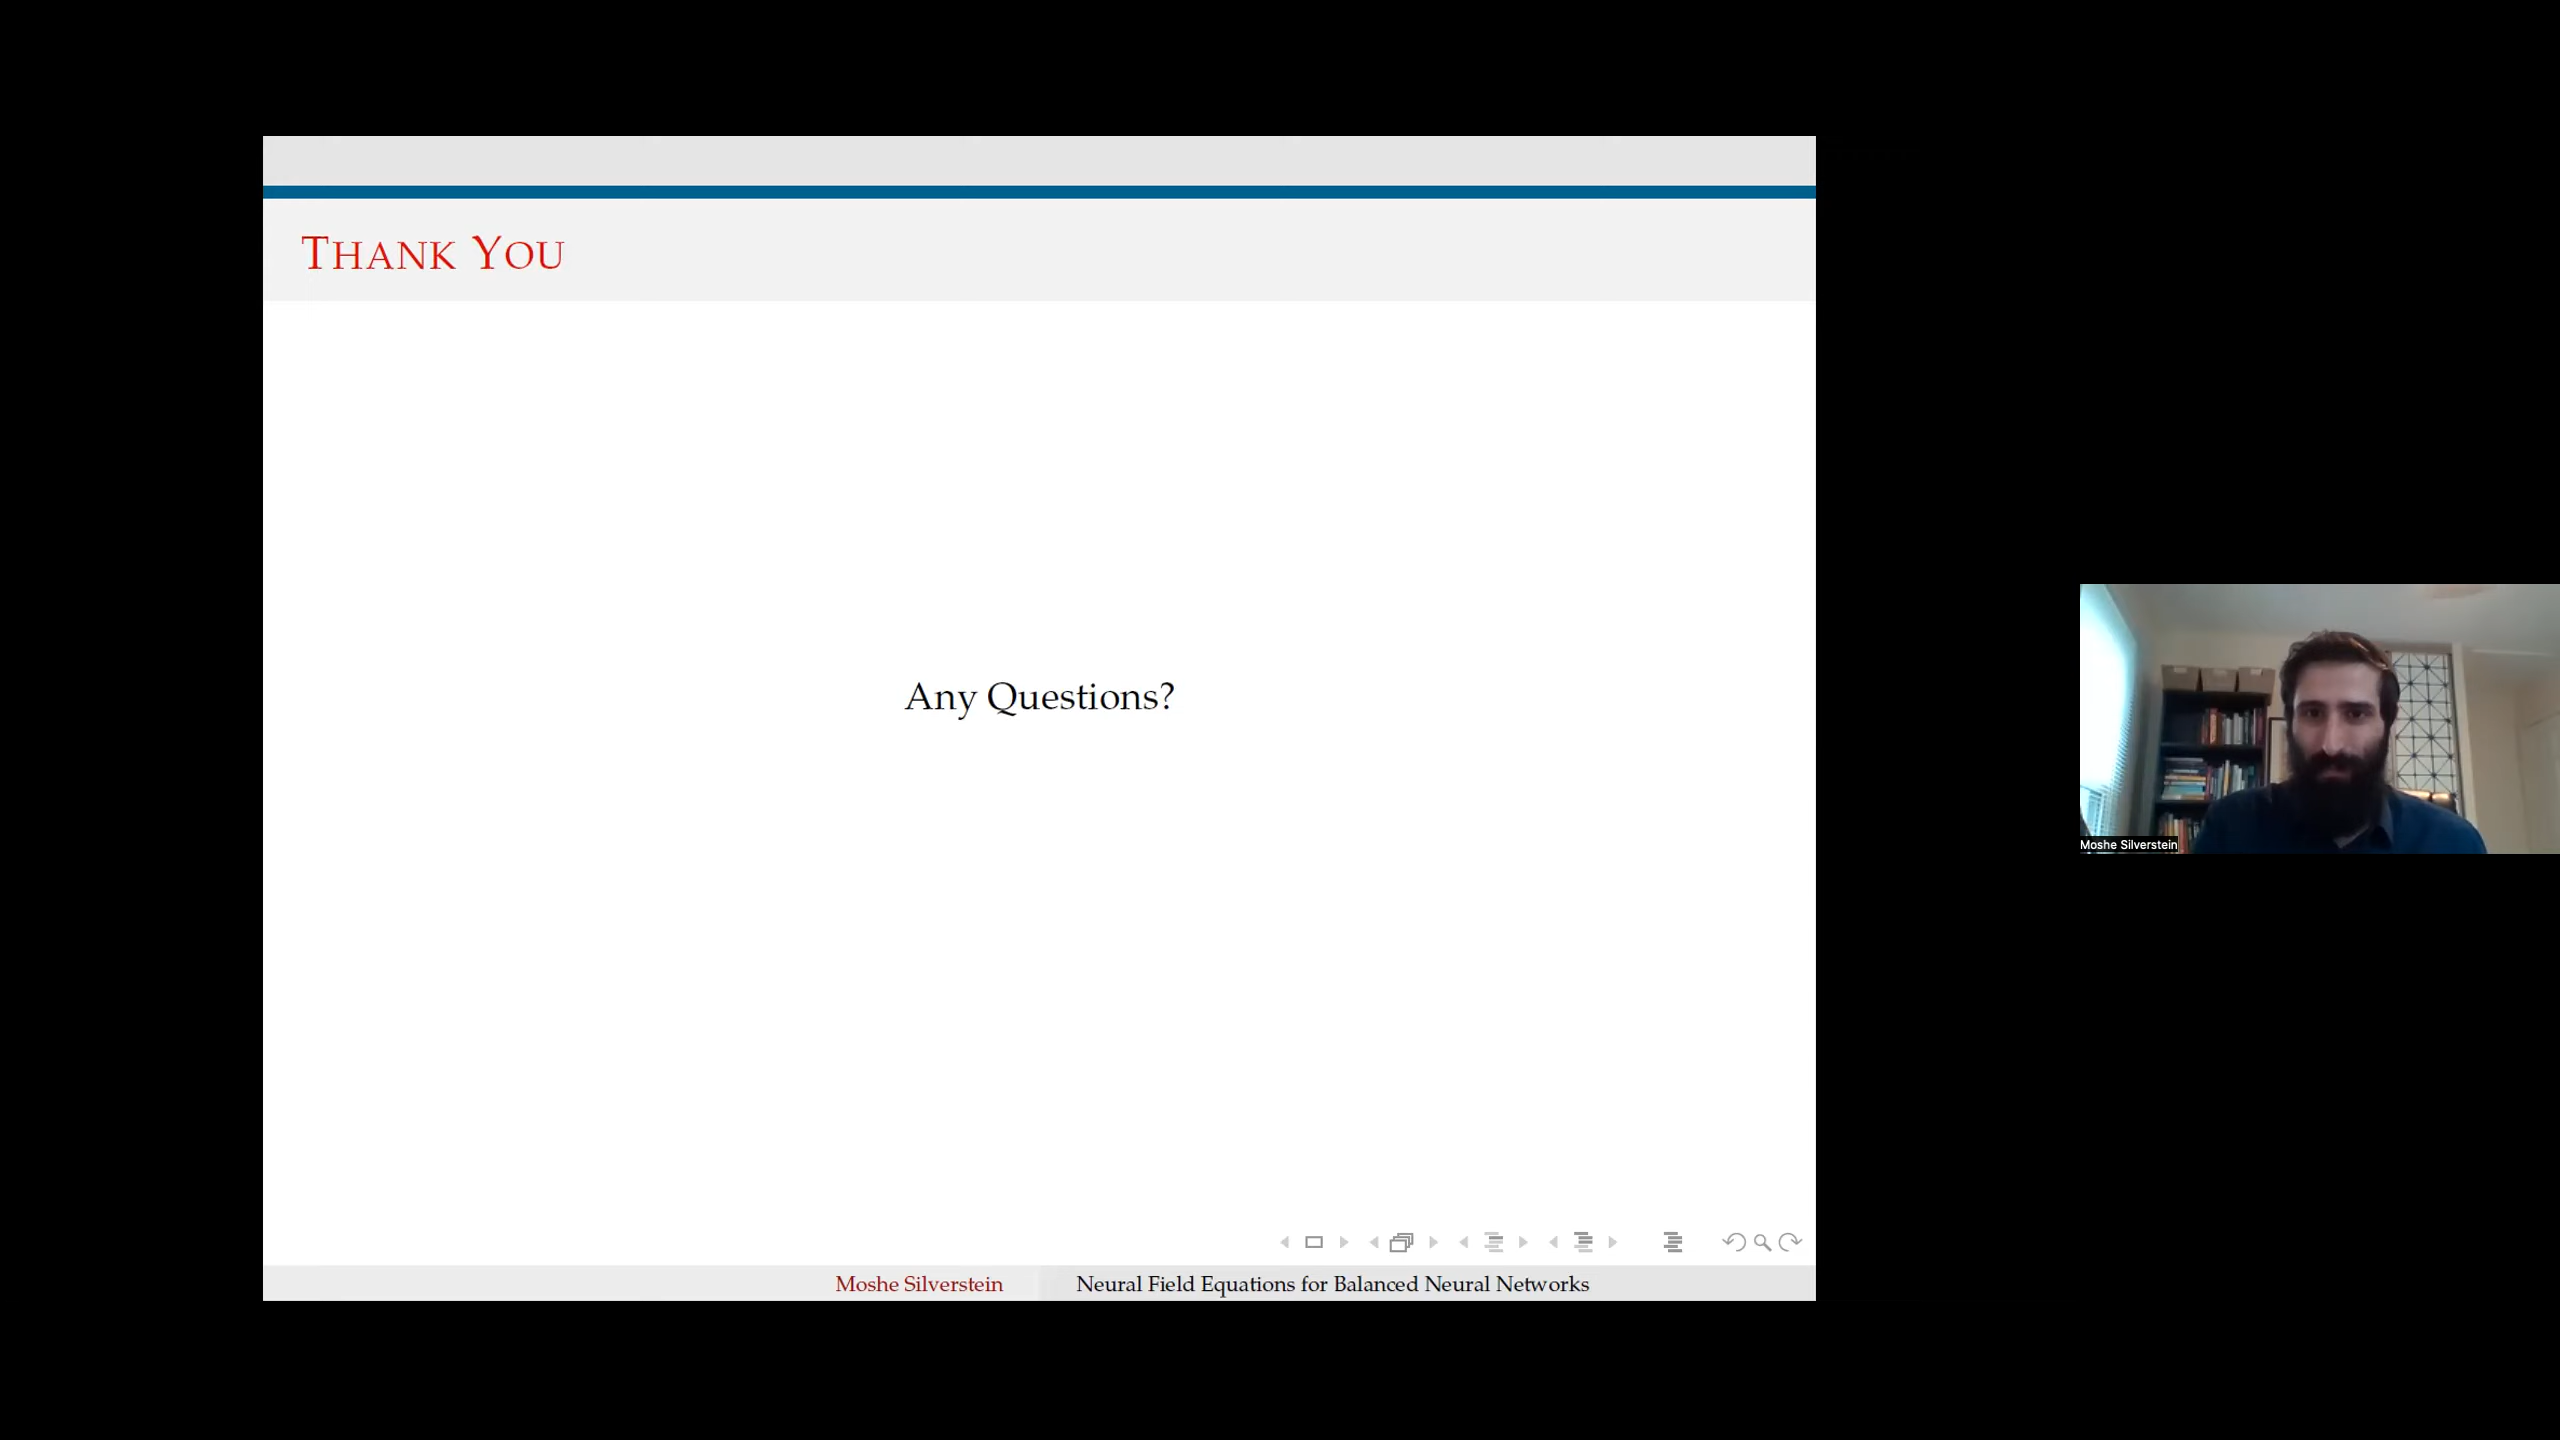 THANK YOU
Any Questions?
Moshe Silverstein
Neural Field Equations for Balanced Neural Networks
Moshe Silverstein